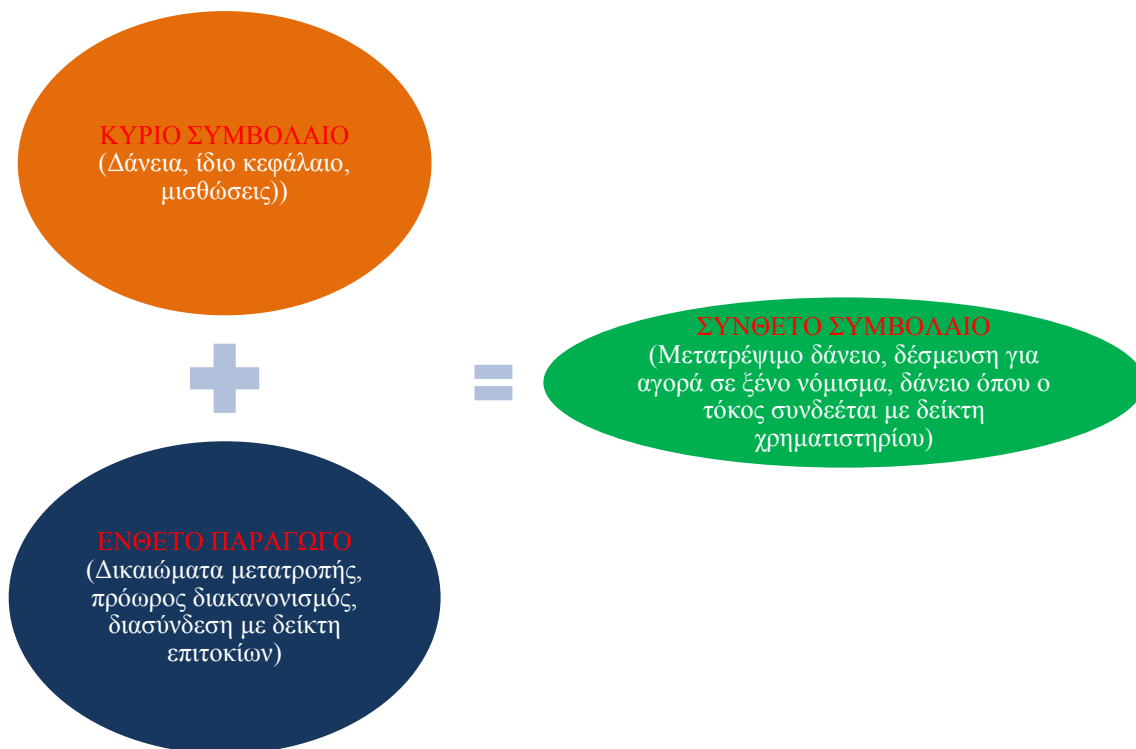 ΚΥΡΙΟ ΣΥΜΒΟΛΑΙΟ
(Δάνεια, ίδιο κεφάλαιο,
μισθώσεις))
ΕΝΘΕΤΟ ΠΑΡΑΓΩΓΟ
(Δικαιώματα μετατροπής,
πρόωρος διακανονισμός,
διασύνδεση με δείκτη
επιτοκίων)
ΣΥΝΘΕΤΟ ΣΥΜΒΟΛΑΙΟ
(Μετατρέψιμο δάνειο, δέσμευση για
αγορά σε ξένο νόμισμα, δάνειο όπου ο
τόκος συνδεέται με δείκτη
χρηματιστηρίου)